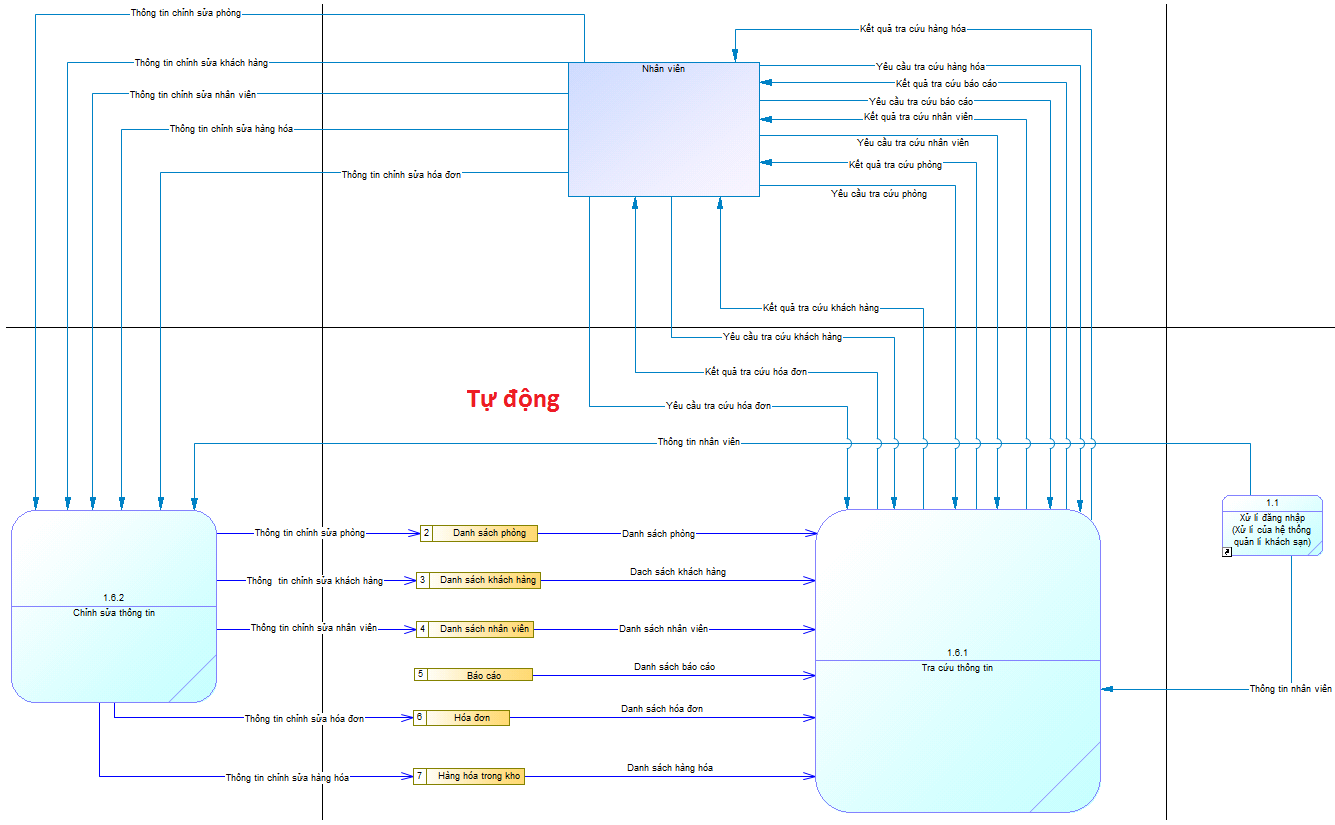 Thông tin chỉnh sửa phòng
Kết quả tra cứu hàng hóa
Thông tin chỉnh sửa khách hàng
Nhân viên
Yêu cầu tra cứu hàng hóa
Kết quả tra cứu báo cáo
Thông tin chỉnh sửa nhân viên
Yêu cầu tra cứu báo cáo
Kết quả tra cứu nhân viên
Thông tin chỉnh sửa hàng hóa
Yêu cầu tra cứu nhân viên
Kết quả tra cứu phòng
Thông tin chỉnh sửa hóa đơn
Yêu cầu tra cứu phòng
Kết quả tra cứu khách hàng
Yêu cầu tra cứu khách hàng
Kết quả tra cứu hóa đơn
Tự động
Yêu cầu tra cứu hóa đơn
Thông tin nhân viên
1.1
Xử lí đăng nhập
(Xử lí của hệ thống
quản lí khách sạn)
Thông tin chỉnh sửa phòng
2 Danh sách phòng
Danh sách phòng
Thông tin chỉnh sửa khách hàng
3 Danh sách khách hàng
Dach sách khách hàng
1.6.2
Chỉnh sửa thông tin
Thông tin chỉnh sửa nhân viên
4 Danh sách nhân viên
Danh sách nhân viên
1.6.1
Tra cứu thông tin
5 Báo cáo
Danh sách báo cáo
Thông tin nhân viên
Thông tin chỉnh sửa hóa đơn
6 Hóa đơn
Danh sách hóa đơn
Thông tin chỉnh sửa hàng hóa
7 Hàng hóa trong kho
Danh sách hàng hóa